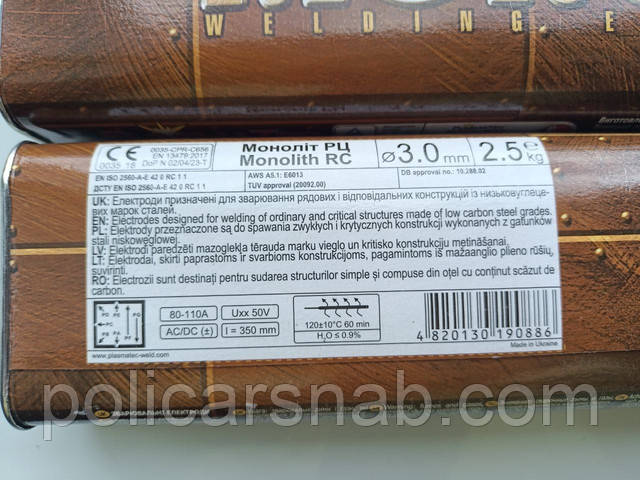 WELDING E
Виготовле
CE
0035 18
0035-CPR-C656
EN 13479:2017
DoP N 02/04/23-T
Моноліт РЦ
Monolith RC
ø3.0 mm
2.5 kg
EN ISO 2560-A-E 42 0 RC 1 1
ДСТУ EN ISO 2560-A-E 42 0 RC 1 1
AWS A5.1: E6013
TUV approval (20092.00)
DB approval no.:
10.288.02
UK: Електроди призначені для зварювання рядових і відповідальних конструкцій із низьковуглеце-
вих марок сталей.
EN: Electrodes designed for welding of ordinary and critical structures made of low carbon steel grades.
PL: Electrody przeznaczone są do spawania zwykłych i krytycznych konstrukcji wykonanych z gatunków
stali niskowęglowej.
LV: Elektrodi paredzēti mazogleklļa tērauda marku vieglo un kritisko konstrukciju metināšanai.
LT: Elektrodai, skirti paprastoms ir svarbioms konstrukcijoms, pagamintoms iš mažaanglio plieno rūšių,
suvirinti.
RO: Electrozii sunt destinați pentru sudarea structurilor simple și compuse din oțel cu conținut scăzut de
carbon.
80-110A
Uxx 50V
AC/DC (±)
I = 350 mm
120±10°C 60 min
H₂O ≤ 0.9%
4 820130 190886
www.plasmatec-weld.com
Made in Ukraine
ЗВАРЮВАЛЬНІ ЕЛЕКТРОДИ
policarsnab.com.ua